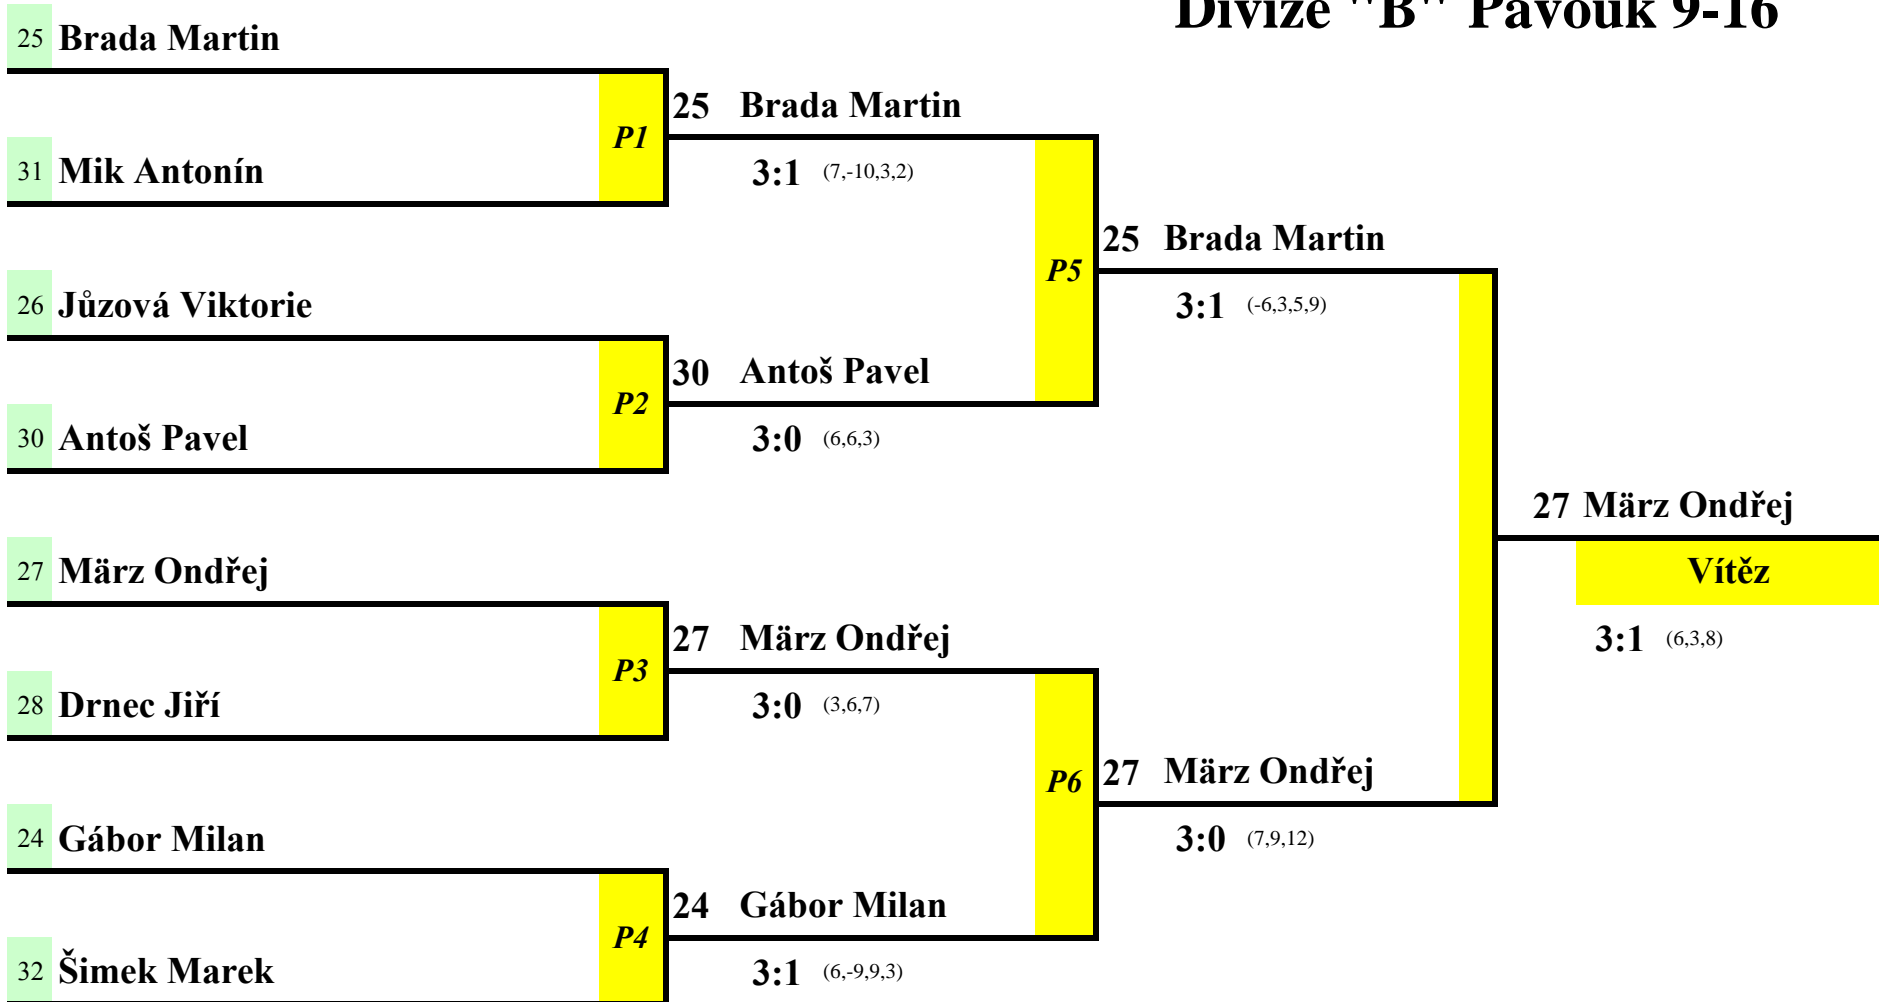 Divize "B" Pavouk 9-16
25 Brada Martin
P1
25 Brada Martin
31 Mik Antonín
3:1 (7,-10,3,2)
P5
25 Brada Martin
3:1 (-6,3,5,9)
26 Jůzová Viktorie
P2
30 Antoš Pavel
30 Antoš Pavel
3:0 (6,6,3)
27 März Ondřej
Vítěz
3:1 (6,3,8)
27 März Ondřej
P3
27 März Ondřej
28 Drnec Jiří
3:0 (3,6,7)
P6
27 März Ondřej
3:0 (7,9,12)
24 Gábor Milan
P4
24 Gábor Milan
32 Šimek Marek
3:1 (6,-9,9,3)